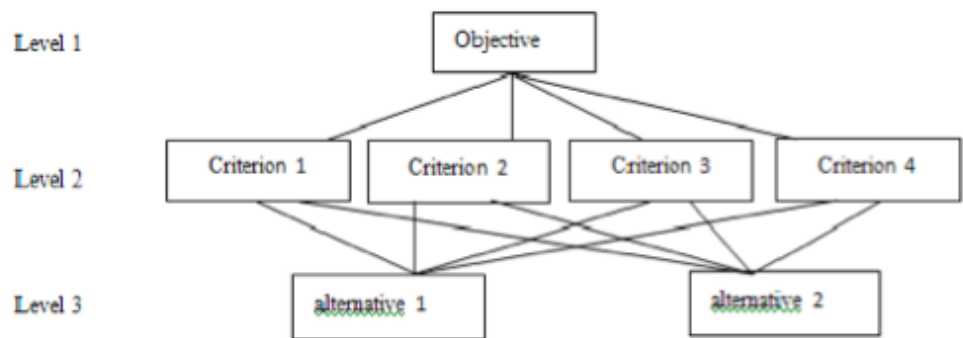 Level 1
Objective
Level 2
Criterion 1
Criterion 2
Criterion 3
Criterion 4
Level 3
alternative 1
alternative 2